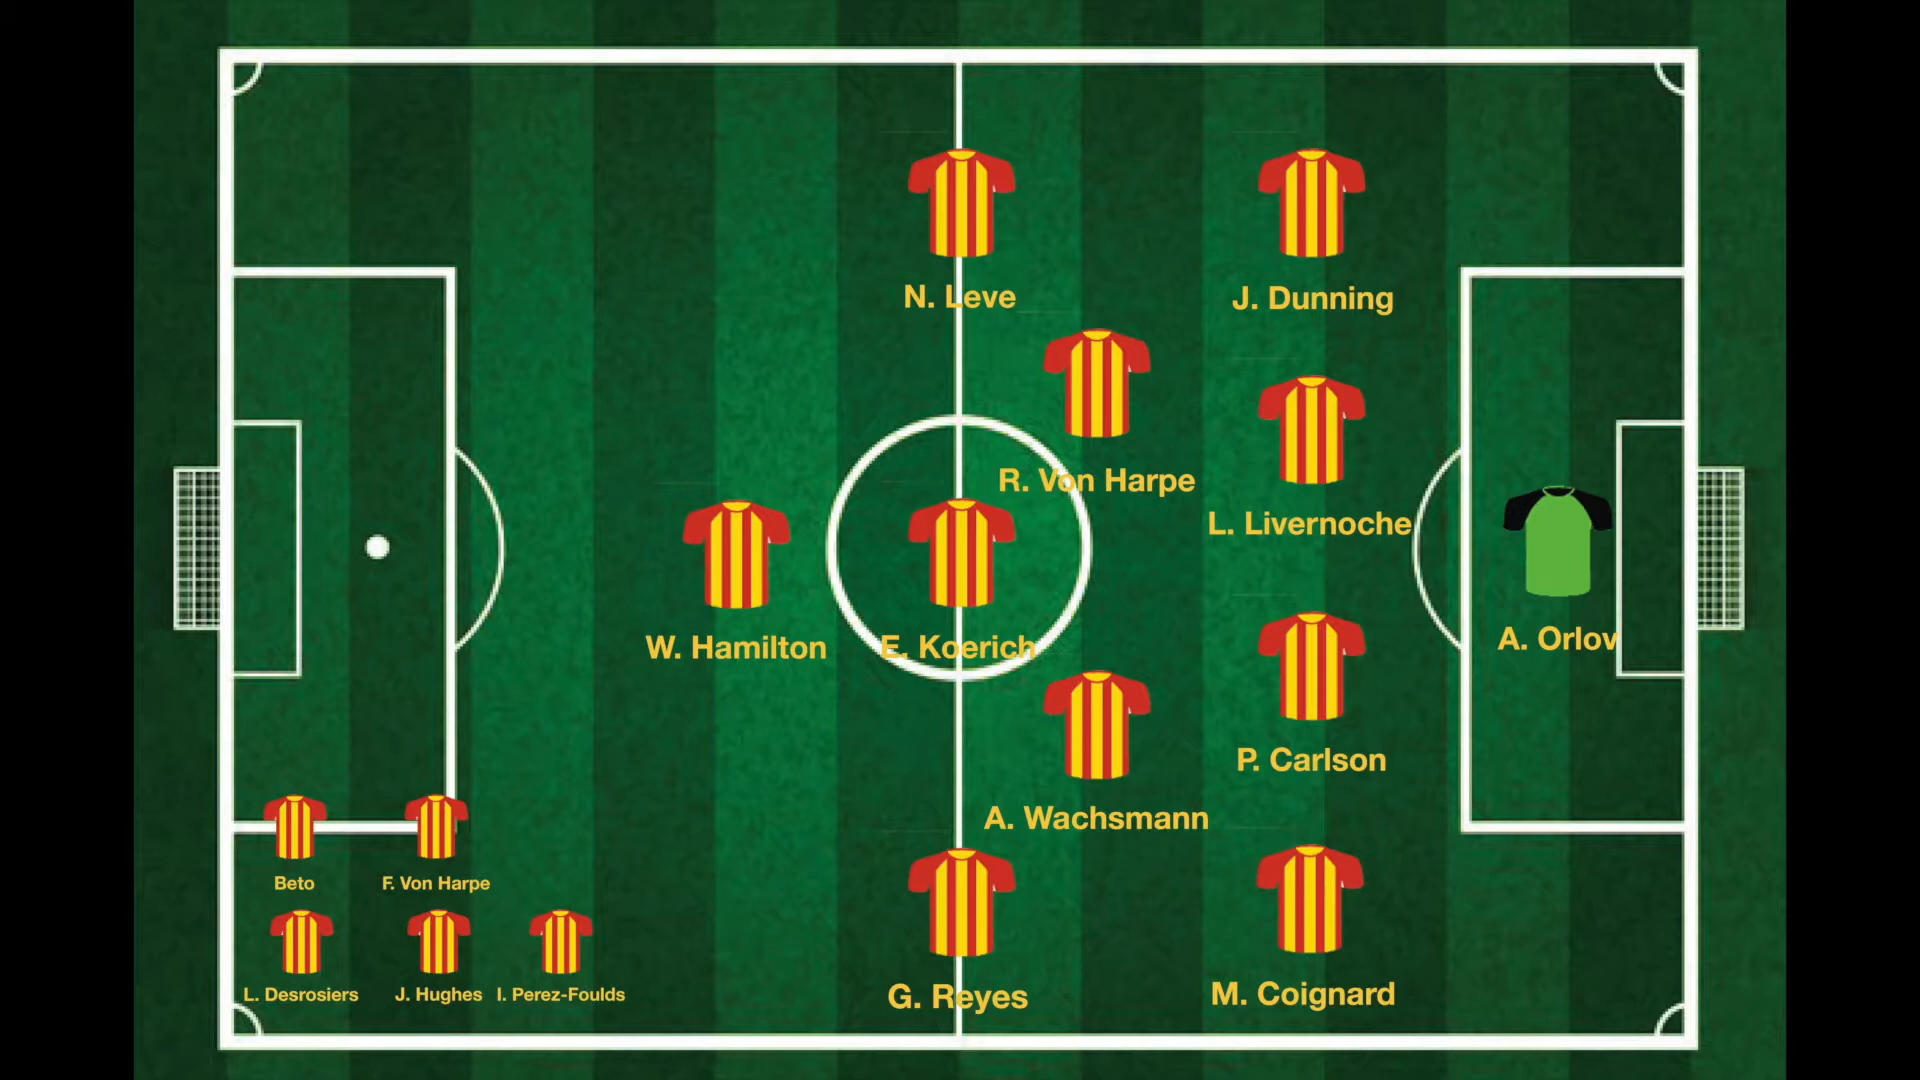 N. Leve
J. Dunning
R. Von Harpe
L. Livernoche
W. Hamilton
E. Koerich
A. Orlov
P. Carlson
A. Wachsmann
Beto
F. Von Harpe
L. Desrosiers
J. Hughes
I. Perez-Foulds
G. Reyes
M. Coignard